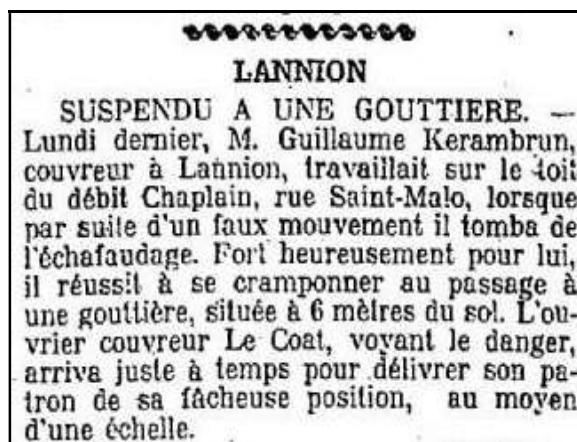 LANNION
SUSPENDU A UNE GOUTTIERE. —
Lundi dernier, M. Guillaume Kerambrun,
couvreur à Lannion, travaillait sur le toit
du débit Chaplain, rue Saint-Malo, lorsque
par suite d'un faux mouvement il tomba de
l'échafaudage. Fort heureusement pour lui,
il réussit à se cramponner au passage à
une gouttière, située à 6 mètres du sol. L'ou-
vrier couvreur Le Coat, voyant le danger,
arriva juste à temps pour délivrer son pa-
tron de sa fâcheuse position, au moyen
d'une échelle.